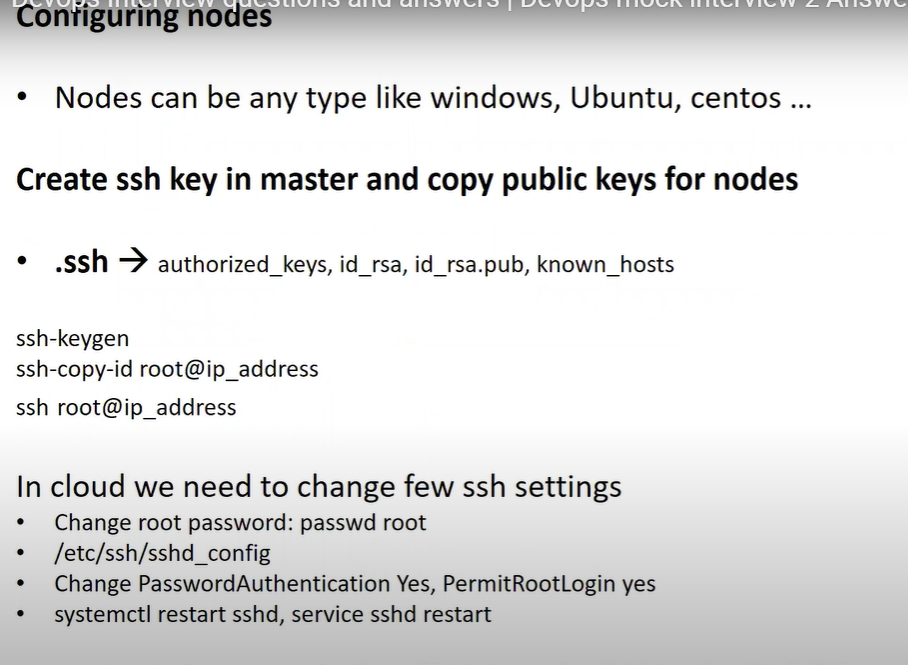 Devops interview questions and answers | Devops mock interview 2 Answe
Configuring nodes
• Nodes can be any type like windows, Ubuntu, centos ...
Create ssh key in master and copy public keys for nodes
• .ssh → authorized_keys, id_rsa, id_rsa.pub, known_hosts
ssh-keygen
ssh-copy-id root@ip_address
ssh root@ip_address
In cloud we need to change few ssh settings
• Change root password: passwd root
• /etc/ssh/sshd_config
• Change PasswordAuthentication Yes, PermitRootLogin yes
• systemctl restart sshd, service sshd restart